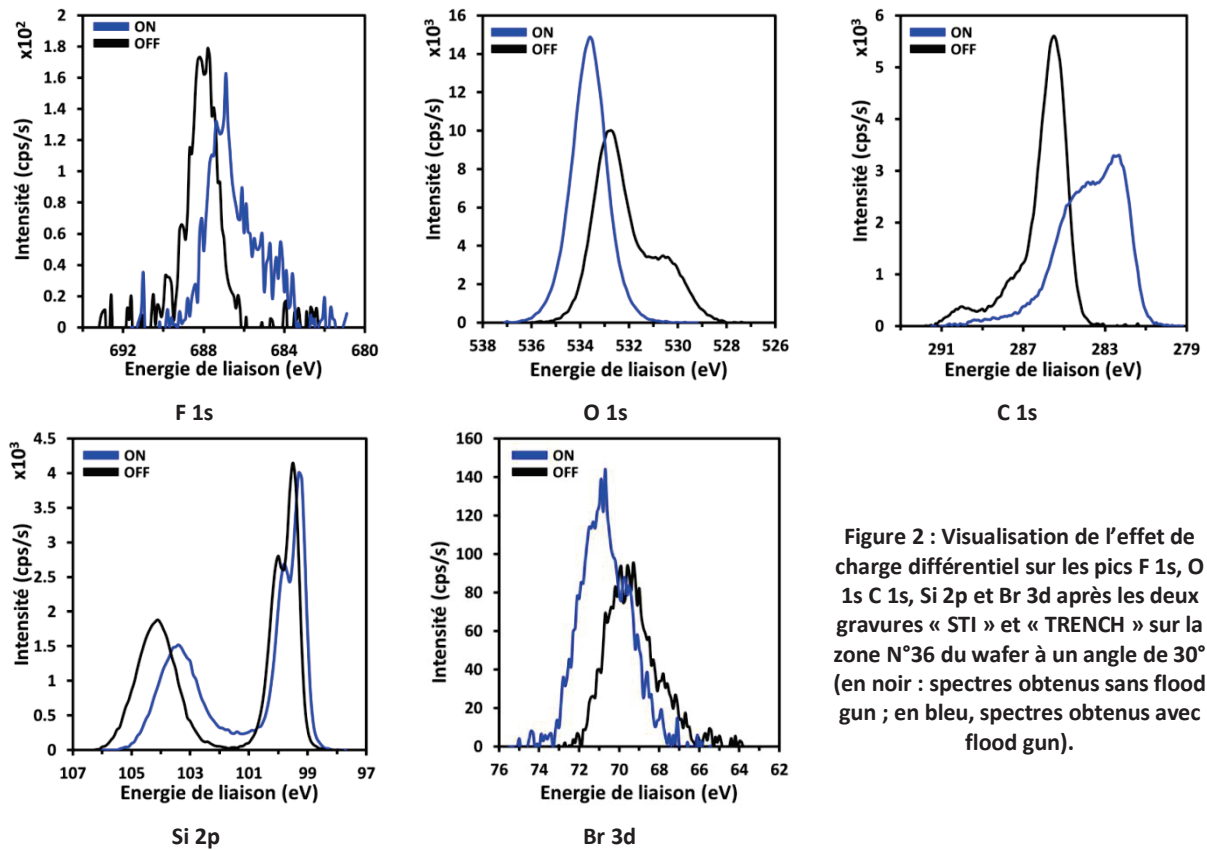 x10²
2
1.8
1.6
1.4
1.2
1
0.8
0.6
0.4
0.2
0
ON
OFF
Intensité (cps/s)
692
688
684
680
Energie de liaison (eV)
F 1s
x10³
16
14
12
10
8
6
4
2
0
ON
OFF
Intensité (cps/s)
538
536
534
532
530
528
526
Energie de liaison (eV)
O 1s
x10³
6
5
4
3
2
1
0
ON
OFF
Intensité (cps/s)
291
287
283
279
Energie de liaison (eV)
C 1s
x10³
4.5
4
3.5
3
2.5
2
1.5
1
0.5
0
ON
OFF
Intensité (cps/s)
107
105
103
101
99
97
Energie de liaison (eV)
Si 2p
160
140
120
100
80
60
40
20
0
ON
OFF
Intensité (cps/s)
76
74
72
70
68
66
64
62
Energie de liaison (eV)
Br 3d
Figure 2 : Visualisation de l’effet de
charge différentiel sur les pics F 1s, O
1s C 1s, Si 2p et Br 3d après les deux
gravures « STI » et « TRENCH » sur la
zone N°36 du wafer à un angle de 30°
(en noir : spectres obtenus sans flood
gun ; en bleu, spectres obtenus avec
flood gun).